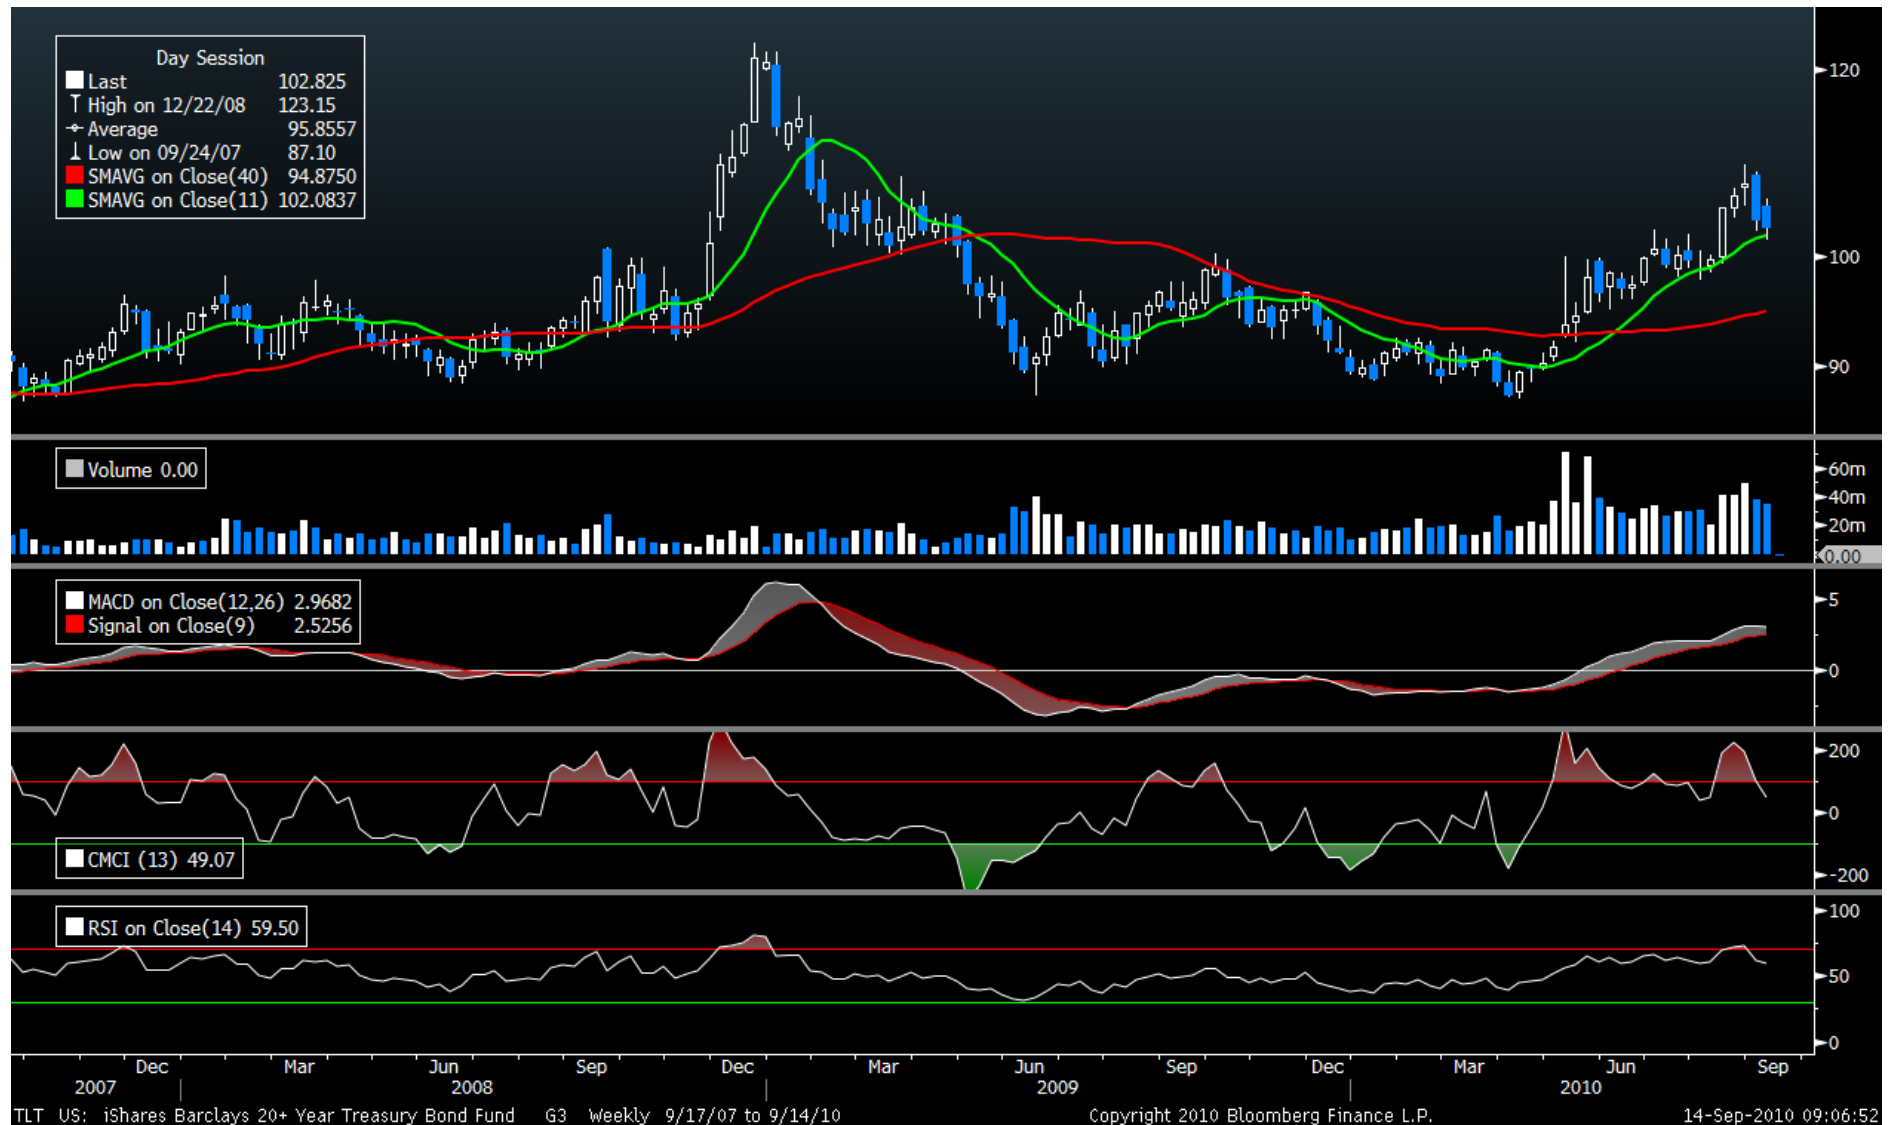 Day Session
Last 102.825
High on 12/22/08 123.15
Average 95.8557
Low on 09/24/07 87.10
SMAVG on Close(40) 94.8750
SMAVG on Close(11) 102.0837
120
100
90
Volume 0.00
60m
40m
20m
0.00
MACD on Close(12,26) 2.9682
Signal on Close(9) 2.5256
5
0
200
0
-200
CMCI (13) 49.07
RSI on Close(14) 59.50
100
50
0
Dec Mar Jun Sep Dec Mar Jun Sep Dec Mar Jun Sep
2007 2008 2009 2010
TLT US: iShares Barclays 20+ Year Treasury Bond Fund G3 Weekly 9/17/07 to 9/14/10 Copyright 2010 Bloomberg Finance L.P. 14-Sep-2010 09:06:52